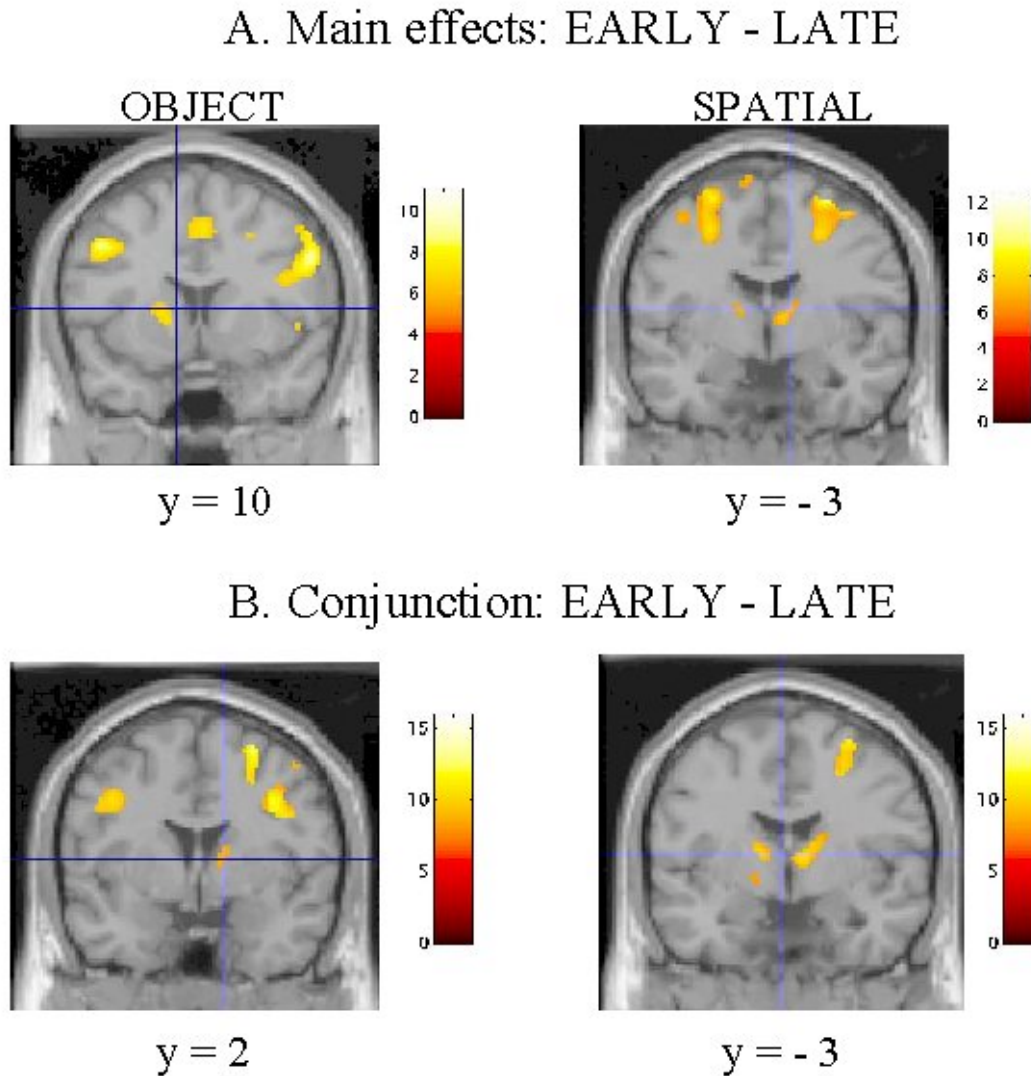 A. Main effects: EARLY - LATE
OBJECT
SPATIAL
10
8
6
4
2
0
12
10
8
6
4
2
0
y = 10
y = - 3
B. Conjunction: EARLY - LATE
15
10
5
0
15
10
5
0
y = 2
y = - 3